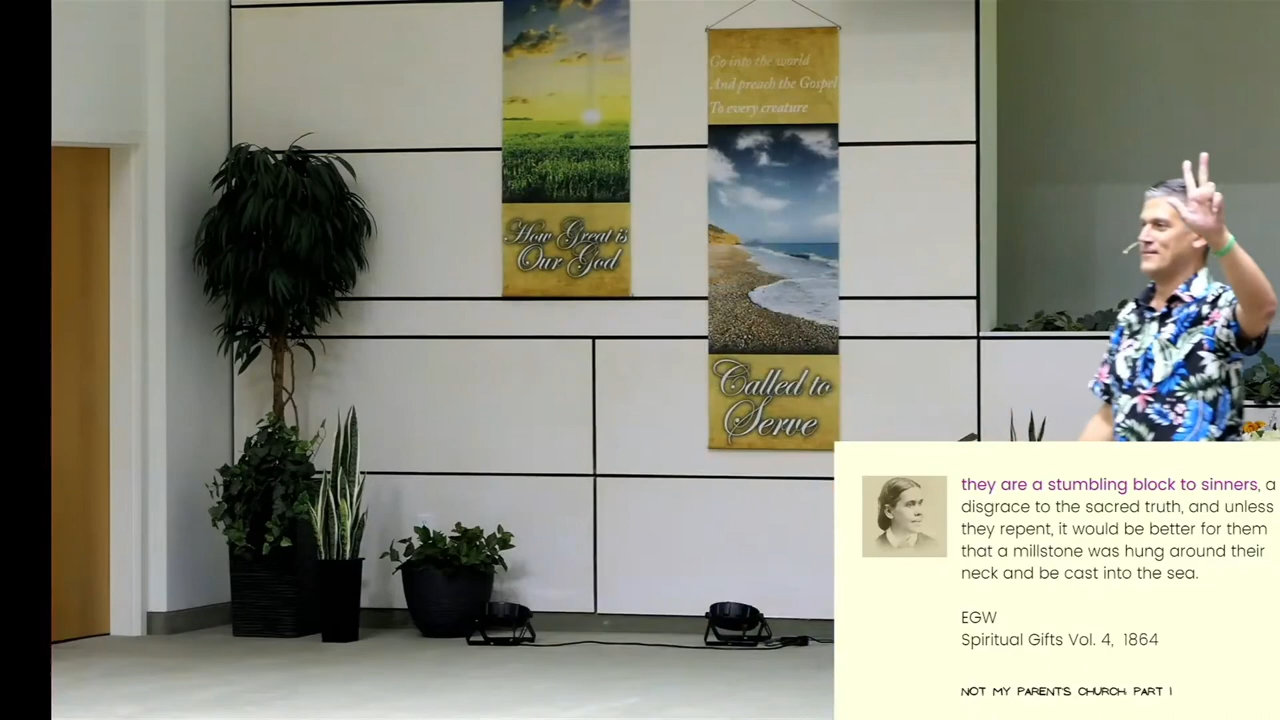 How Great is
Our God
Go into the world
And preach the Gospel
To every creature
Called to
Serve
they are a stumbling block to sinners, a
disgrace to the sacred truth, and unless
they repent, it would be better for them
that a millstone was hung around their
neck and be cast into the sea.
EGW
Spiritual Gifts Vol. 4, 1864
NOT MY PARENTS CHURCH: PART 1